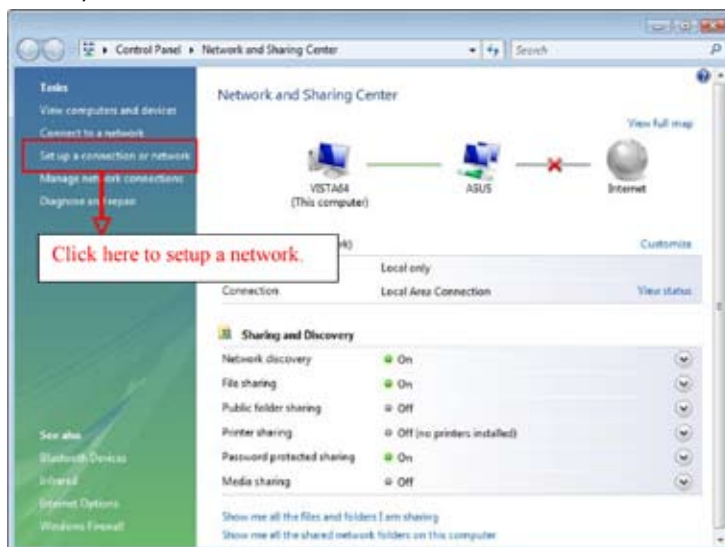 Control Panel ▸ Network and Sharing Center
Search
Tasks
View computers and devices
Connect to a network
Set up a connection or network
Manage network connections
Diagnose and repair
Click here to setup a network.
See also
Bluetooth Devices
Infrared
Internet Options
Windows Firewall
Network and Sharing Center
View full map
VISTA64
(This computer)
ASUS
Internet
Customize
Local only
Connection Local Area Connection View status
Sharing and Discovery
Network discovery On
File sharing On
Public folder sharing Off
Printer sharing Off (no printers installed)
Password protected sharing On
Media sharing Off
Show me all the files and folders I am sharing
Show me all the shared network folders on this computer